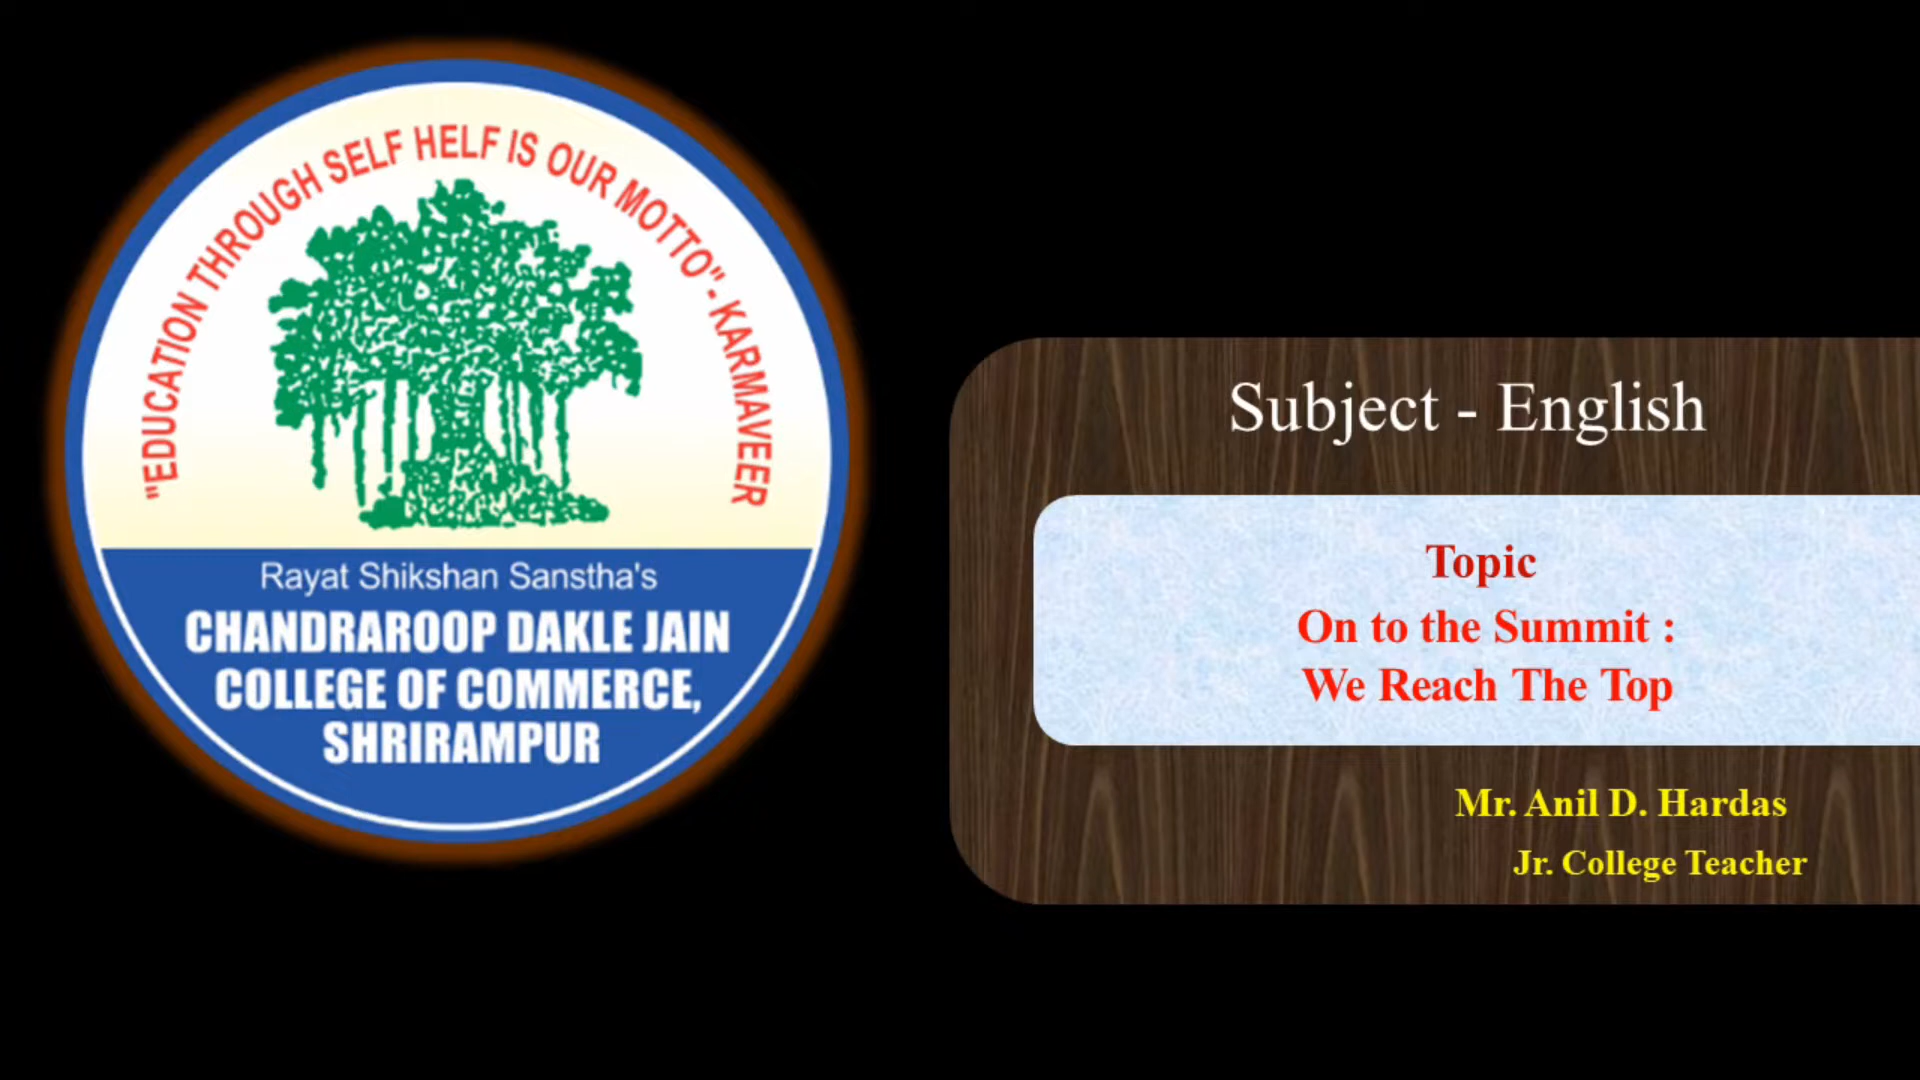 "EDUCATION THROUGH SELF HELF IS OUR MOTTO" - KARMAVEER
Rayat Shikshan Sanstha's
CHANDRAROOP DAKLE JAIN
COLLEGE OF COMMERCE,
SHRIRAMPUR
Subject - English
Topic
On to the Summit :
We Reach The Top
Mr. Anil D. Hardas
Jr. College Teacher